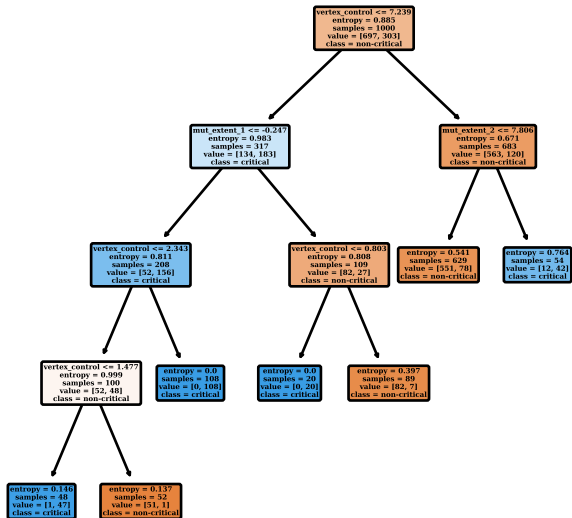 vertex_control <= 7.239
entropy = 0.885
samples = 1000
value = [697, 303]
class = non-critical
mut_extent_1 <= -0.247
entropy = 0.983
samples = 317
value = [134, 183]
class = critical
mut_extent_2 <= 7.806
entropy = 0.671
samples = 683
value = [563, 120]
class = non-critical
vertex_control <= 2.343
entropy = 0.811
samples = 208
value = [52, 156]
class = critical
vertex_control <= 0.803
entropy = 0.808
samples = 109
value = [82, 27]
class = non-critical
entropy = 0.541
samples = 629
value = [551, 78]
class = non-critical
entropy = 0.764
samples = 54
value = [12, 42]
class = critical
vertex_control <= 1.477
entropy = 0.999
samples = 100
value = [52, 48]
class = non-critical
entropy = 0.0
samples = 108
value = [0, 108]
class = critical
entropy = 0.0
samples = 20
value = [0, 20]
class = critical
entropy = 0.397
samples = 89
value = [82, 7]
class = non-critical
entropy = 0.146
samples = 48
value = [1, 47]
class = critical
entropy = 0.137
samples = 52
value = [51, 1]
class = non-critical